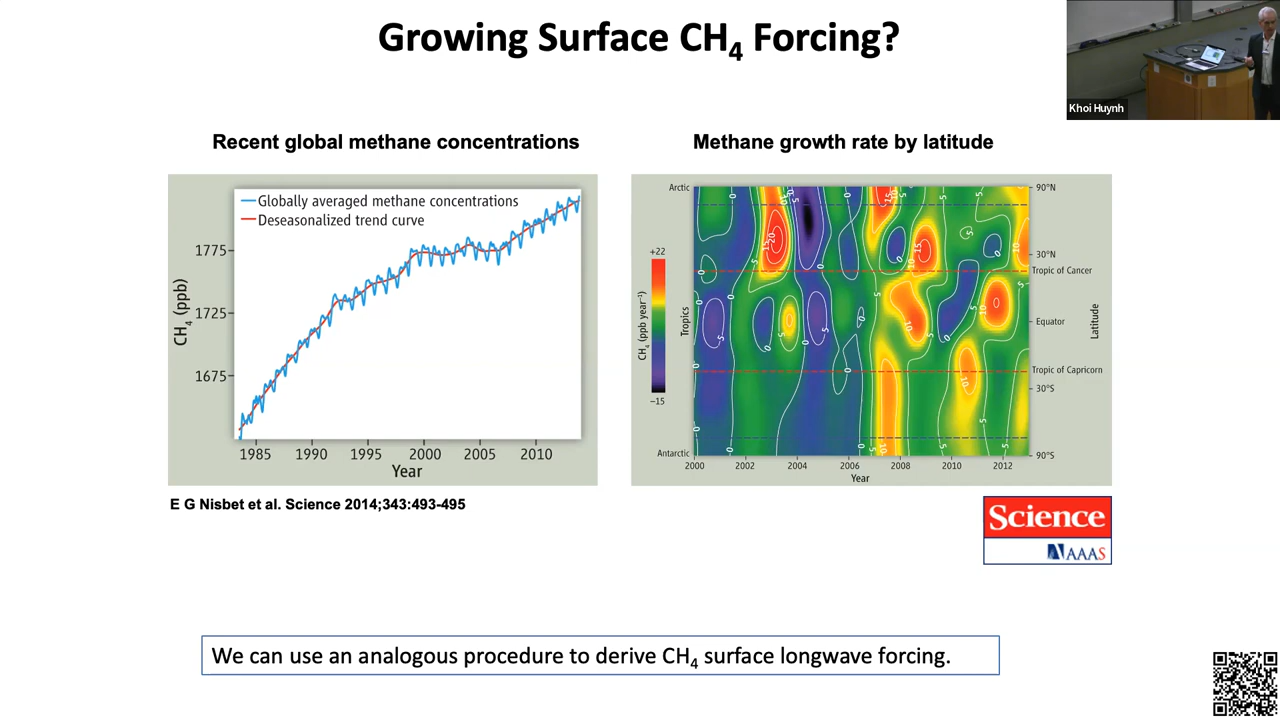 Growing Surface CH₄ Forcing?
Khoi Huynh
Recent global methane concentrations
Methane growth rate by latitude
Globally averaged methane concentrations
Deseasonalized trend curve
1775
1725
1675
CH₄ (ppb)
1985 1990 1995 2000 2005 2010
Year
+22
−15
CH₄ (ppb year⁻¹)
Arctic
Tropics
Antarctic
90°N
30°N
Tropic of Cancer
Equator
Tropic of Capricorn
30°S
90°S
Latitude
2000 2002 2004 2006 2008 2010 2012
Year
E G Nisbet et al. Science 2014;343:493-495
Science
AAAS
We can use an analogous procedure to derive CH₄ surface longwave forcing.